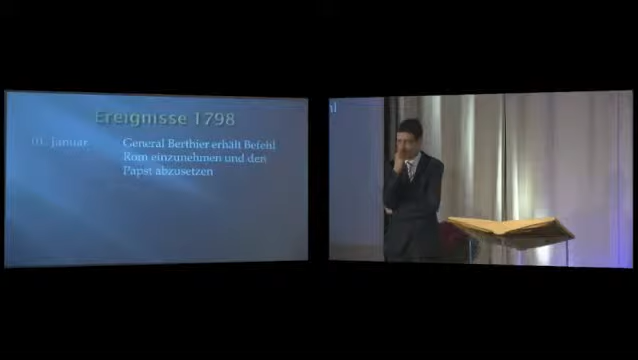 Ereignisse 1798
01. Januar
General Berthier erhält Befehl
Rom einzunehmen und den
Papst abzusetzen